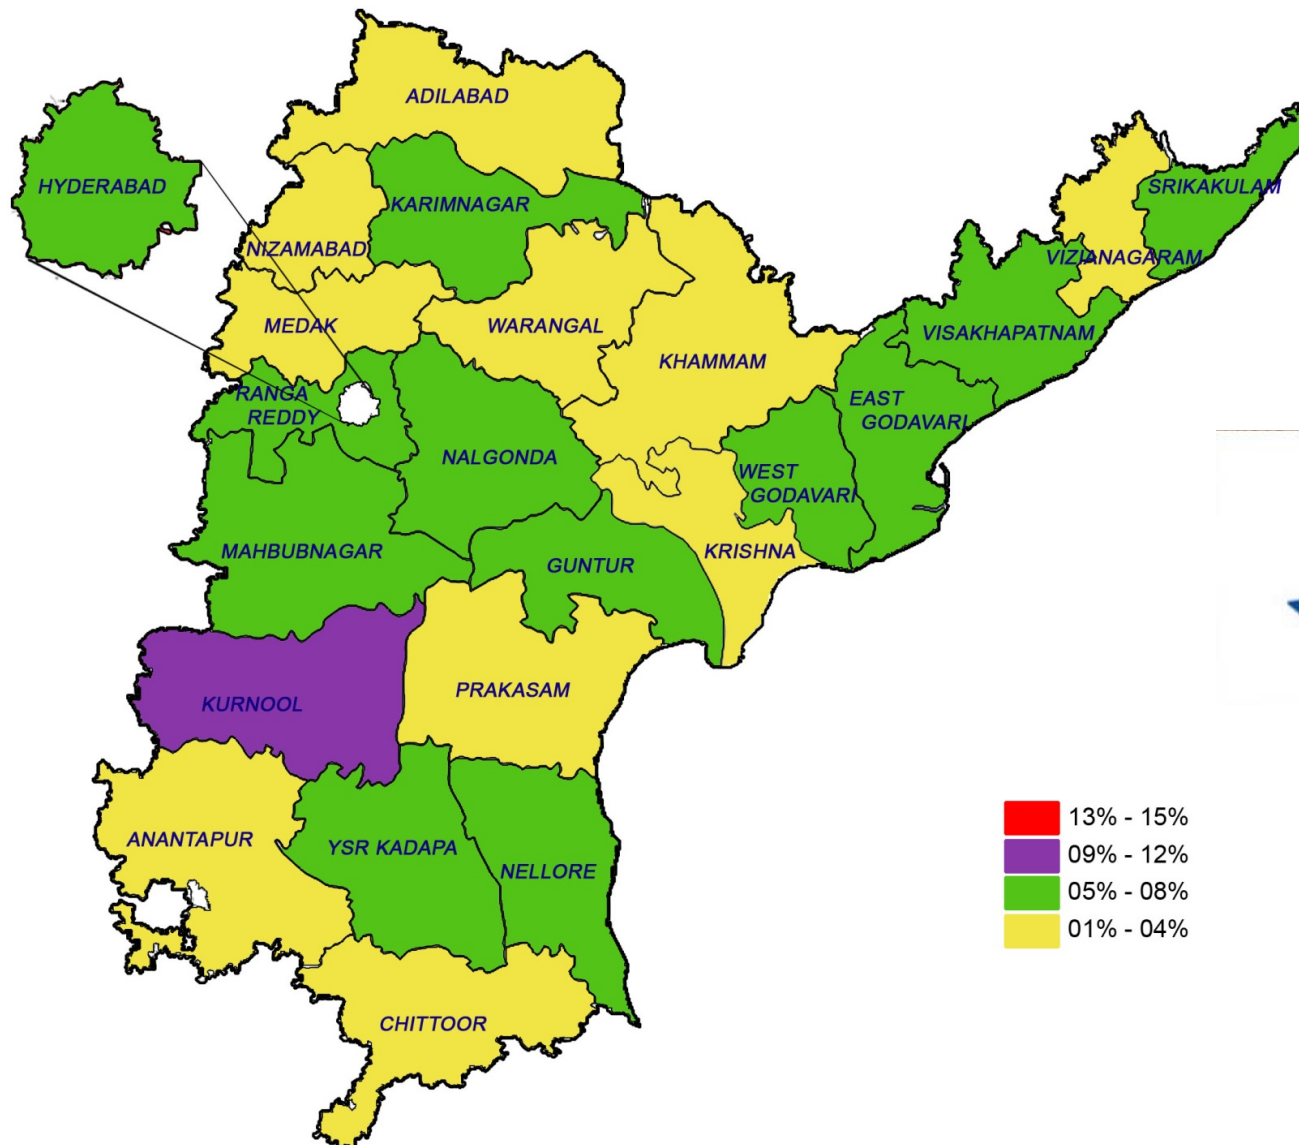 ADILABAD
HYDERABAD
KARIMNAGAR
SRIKAKULAM
NIZAMABAD
VIZIANAGARAM
MEDAK
WARANGAL
VISAKHAPATNAM
KHAMMAM
RANGA
REDDY
EAST
GODAVARI
NALGONDA
WEST
GODAVARI
MAHBUBNAGAR
KRISHNA
GUNTUR
PRAKASAM
KURNOOL
ANANTAPUR
YSR KADAPA
NELLORE
CHITTOOR
13% - 15%
09% - 12%
05% - 08%
01% - 04%